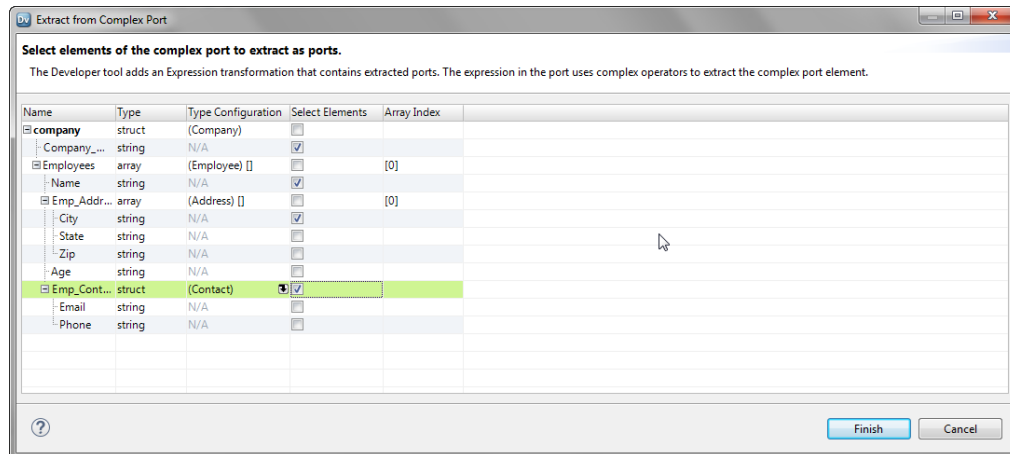 Dv Extract from Complex Port
Select elements of the complex port to extract as ports.
The Developer tool adds an Expression transformation that contains extracted ports. The expression in the port uses complex operators to extract the complex port element.
Name Type Type Configuration Select Elements Array Index
company struct (Company)
Company_... string N/A
Employees array (Employee) [] [0]
Name string N/A
Emp_Addr... array (Address) [] [0]
City string N/A
State string N/A
Zip string N/A
Age string N/A
Emp_Cont... struct (Contact)
Email string N/A
Phone string N/A
? Finish Cancel